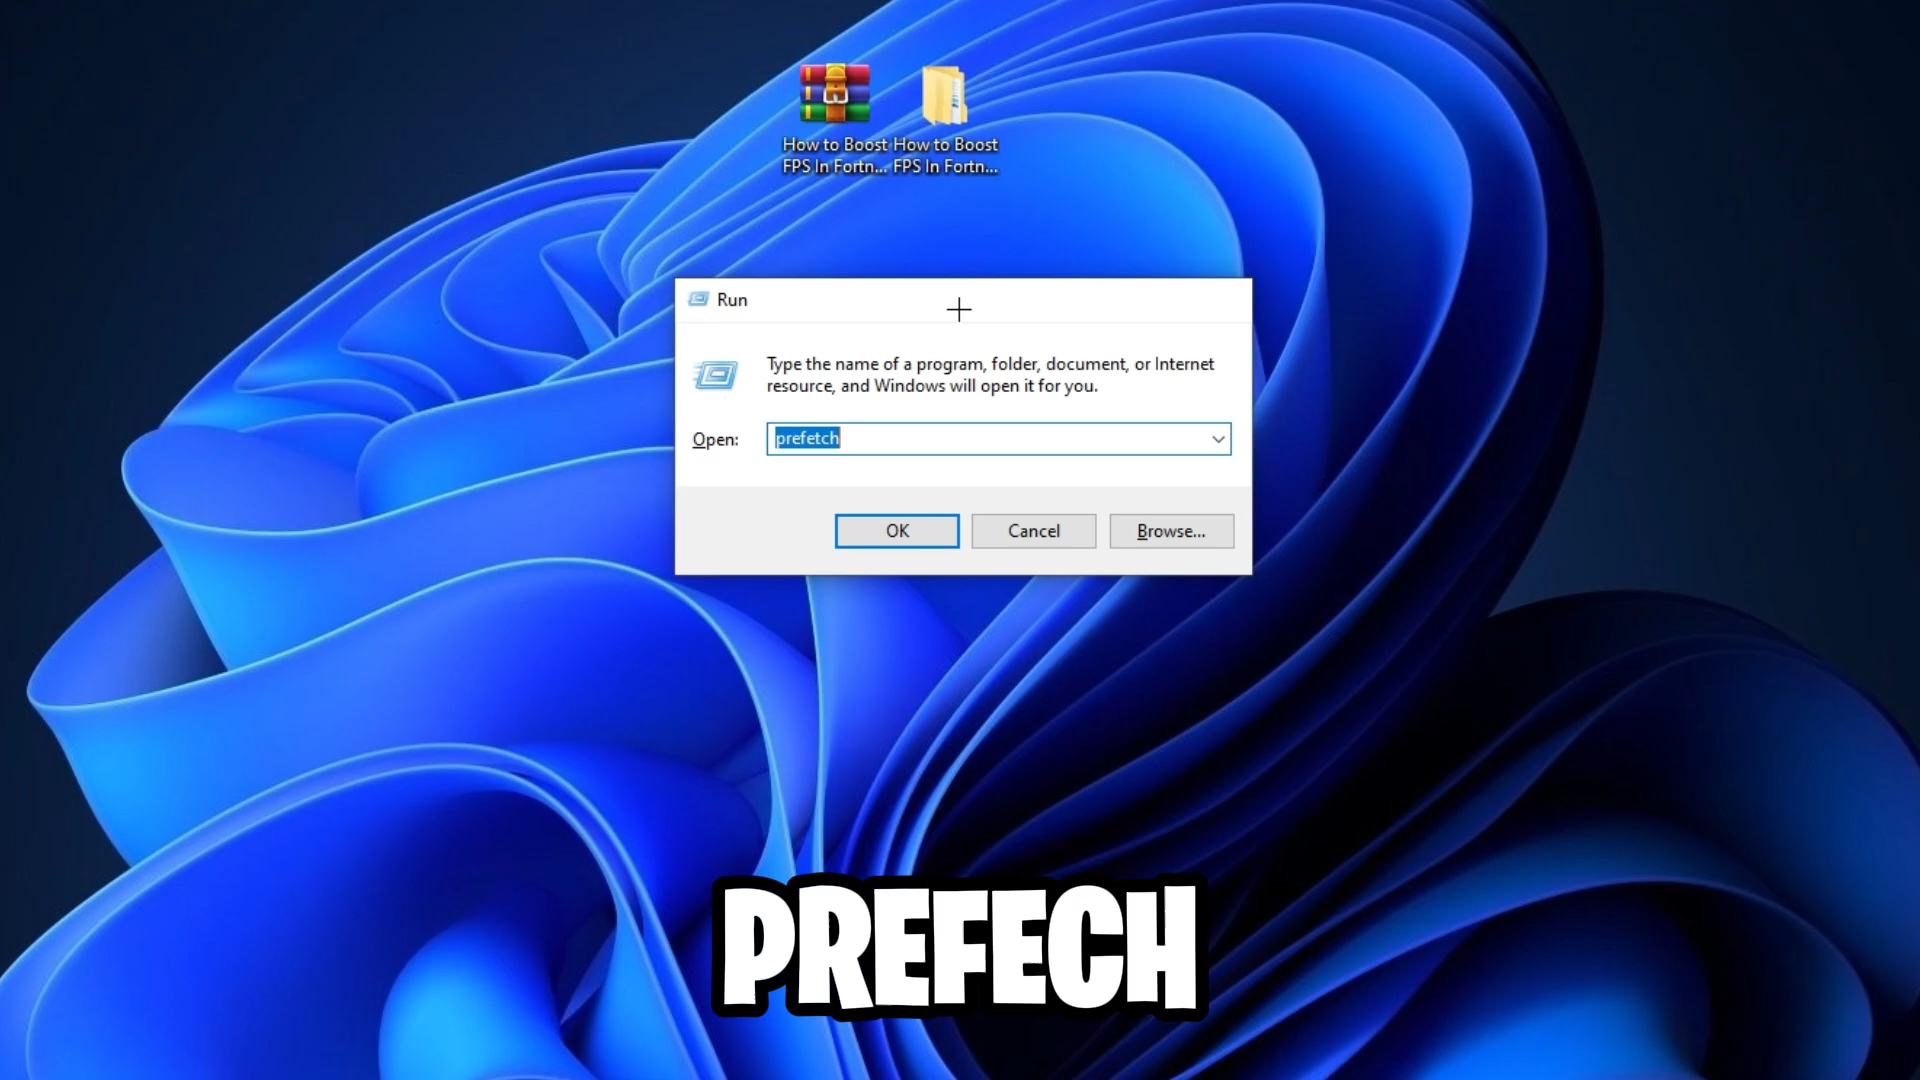 How to Boost How to Boost
FPS In Fortn... FPS In Fortn...
Run
Type the name of a program, folder, document, or Internet
resource, and Windows will open it for you.
Open: prefetch
OK Cancel Browse...
PREFECH